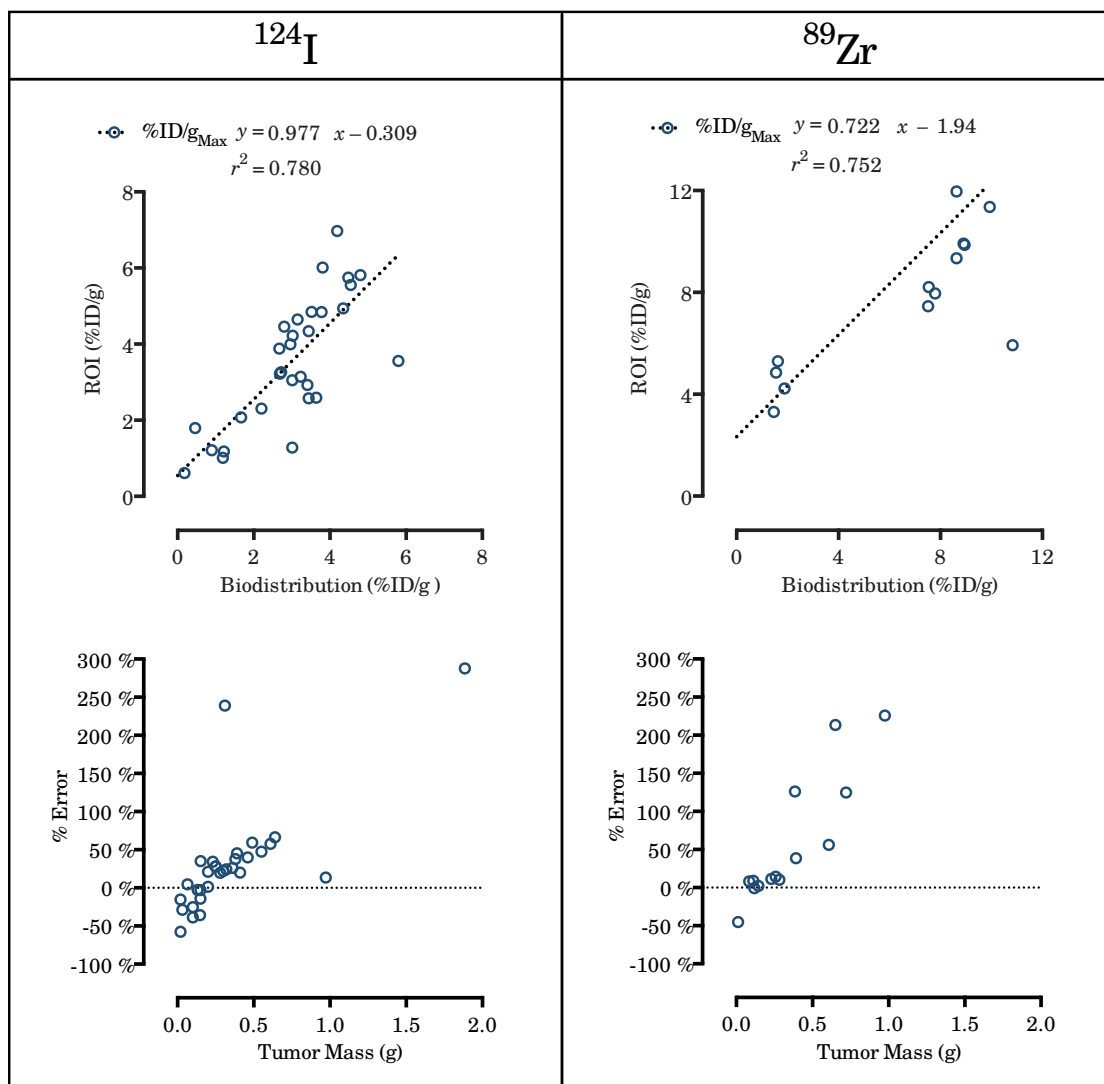 124I
89Zr
%ID/gMax y = 0.977 x – 0.309
r2 = 0.780
8
6
4
2
0
ROI (%ID/g)
0 2 4 6 8
Biodistribution (%ID/g )
%ID/gMax y = 0.722 x – 1.94
r2 = 0.752
12
8
4
0
ROI (%ID/g)
0 4 8 12
Biodistribution (%ID/g)
300 %
250 %
200 %
150 %
100 %
50 %
0 %
-50 %
-100 %
% Error
0.0 0.5 1.0 1.5 2.0
Tumor Mass (g)
300 %
250 %
200 %
150 %
100 %
50 %
0 %
-50 %
-100 %
% Error
0.0 0.5 1.0 1.5 2.0
Tumor Mass (g)